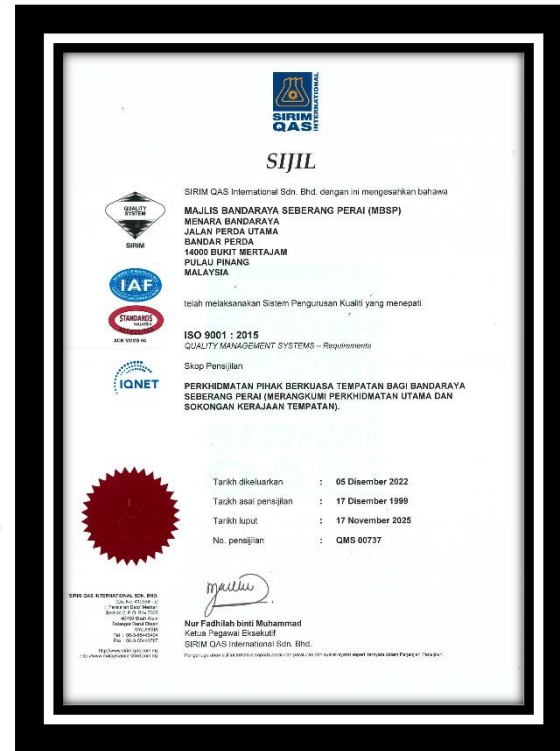 SIRIM
QAS
INTERNATIONAL
SIJIL
SIRIM QAS International Sdn. Bhd. dengan ini mengesahkan bahawa
QUALITY
SYSTEM
SIRIM
MAJLIS BANDARAYA SEBERANG PERAI (MBSP)
MENARA BANDARAYA
JALAN PERDA UTAMA
BANDAR PERDA
14000 BUKIT MERTAJAM
PULAU PINANG
MALAYSIA
IAF
telah melaksanakan Sistem Pengurusan Kualiti yang menepati
STANDARDS
MALAYSIA
ISO 9001 : 2015
QUALITY MANAGEMENT SYSTEMS – Requirements
Skop Pensijilan
IQNET
PERKHIDMATAN PIHAK BERKUASA TEMPATAN BAGI BANDARAYA
SEBERANG PERAI (MERANGKUMI PERKHIDMATAN UTAMA DAN
SOKONGAN KERAJAAN TEMPATAN).
Tarikh dikeluarkan : 05 Disember 2022
Tarikh asal pensijilan : 17 Disember 1999
Tarikh luput : 17 November 2025
No. pensijilan : QMS 00737
SIRIM QAS INTERNATIONAL SDN. BHD.
Nur Fadhilah binti Muhammad
Ketua Pegawai Eksekutif
SIRIM QAS International Sdn. Bhd.